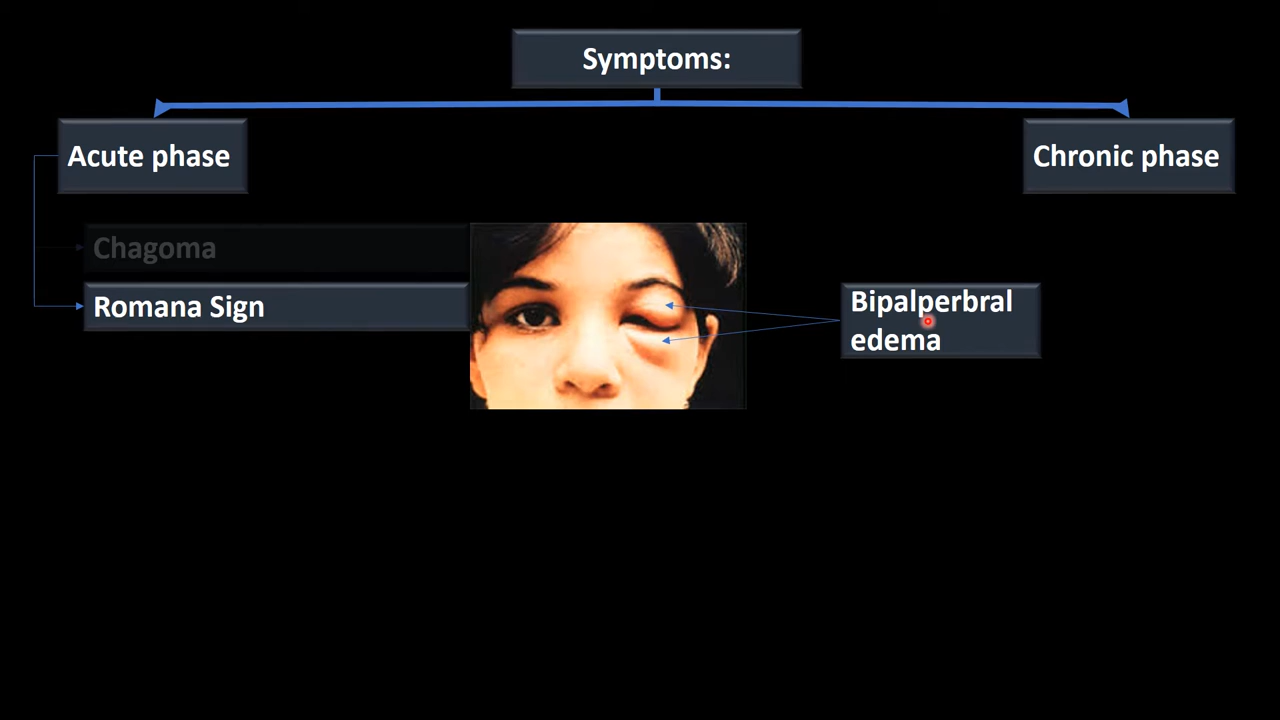 Symptoms:
Acute phase
Chronic phase
Chagoma
Romana Sign
Bipalperbral
edema